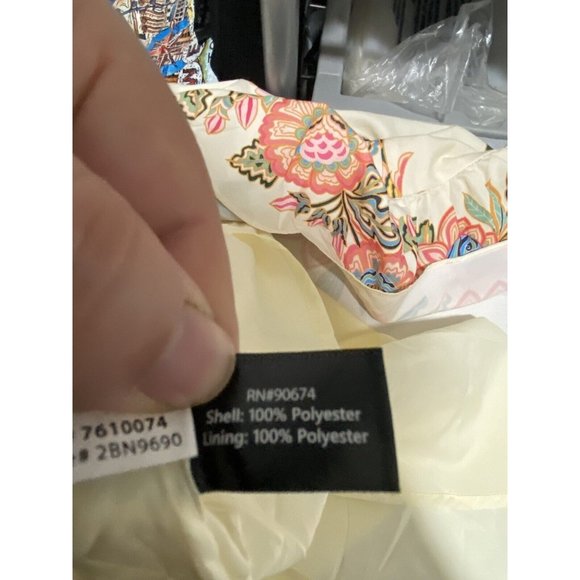 RN#90674
Shell: 100% Polyester
Lining: 100% Polyester
7610074
# 2BN9690